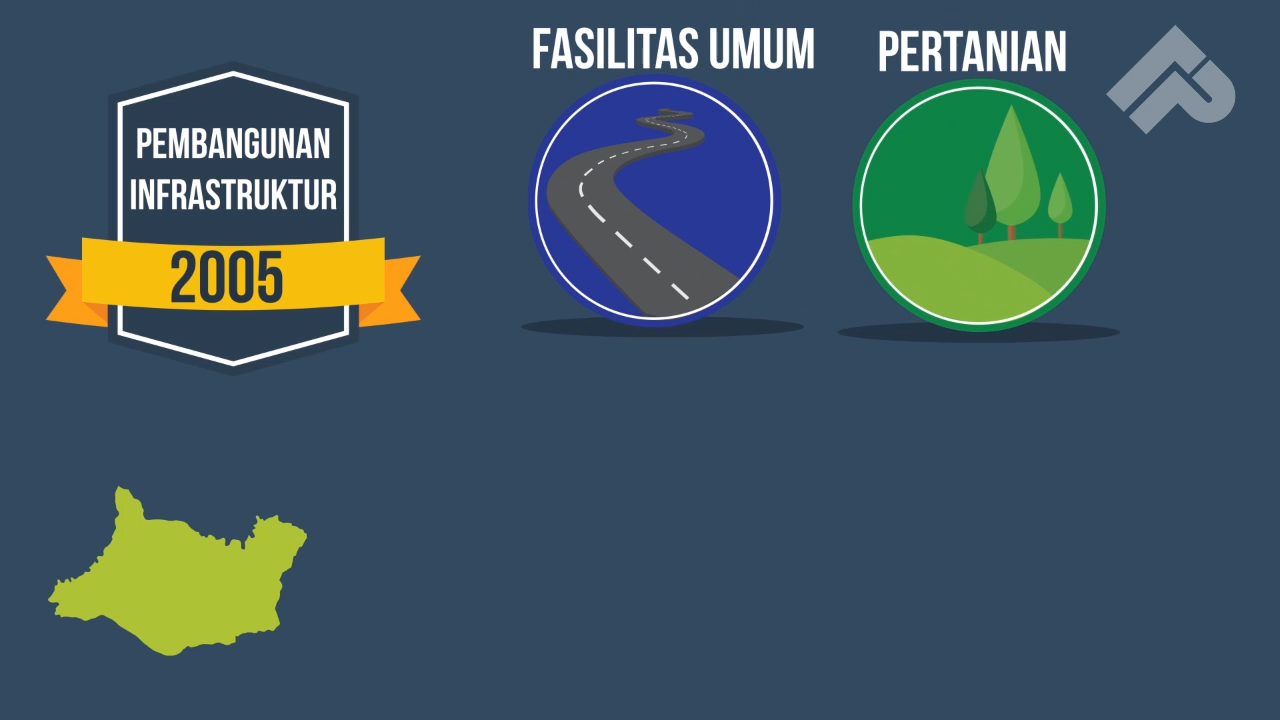 PEMBANGUNAN
INFRASTRUKTUR
2005
FASILITAS UMUM
PERTANIAN